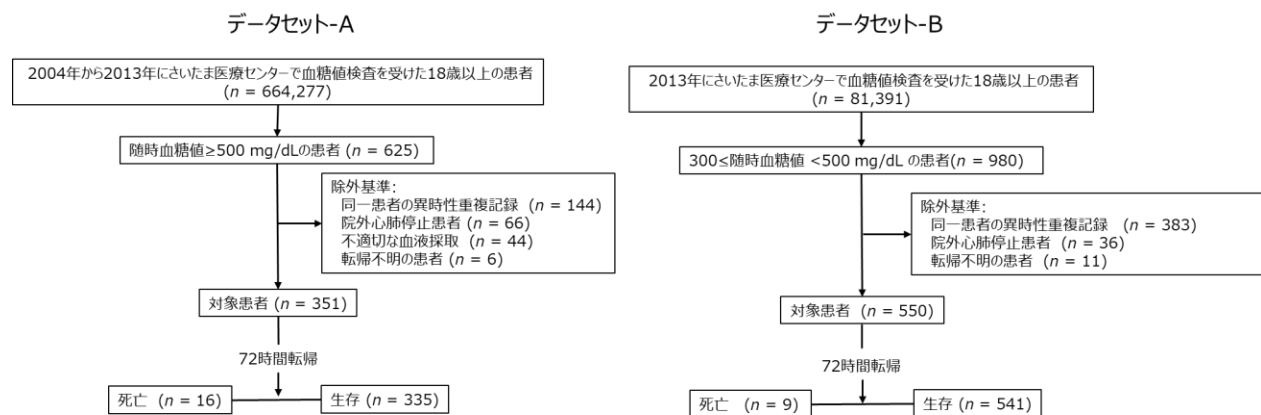 データセット-A
2004年から2013年にさいたま医療センターで血糖値検査を受けた18歳以上の患者
(n = 664,277)
随時血糖値≥500 mg/dLの患者 (n = 625)
除外基準:
同一患者の異時性重複記録 (n = 144)
院外心肺停止患者 (n = 66)
不適切な血液採取 (n = 44)
転帰不明の患者 (n = 6)
対象患者 (n = 351)
72時間転帰
死亡 (n = 16)
生存 (n = 335)
データセット-B
2013年にさいたま医療センターで血糖値検査を受けた18歳以上の患者
(n = 81,391)
300≤随時血糖値 <500 mg/dL の患者(n = 980)
除外基準:
同一患者の異時性重複記録 (n = 383)
院外心肺停止患者 (n = 36)
転帰不明の患者 (n = 11)
対象患者 (n = 550)
72時間転帰
死亡 (n = 9)
生存 (n = 541)